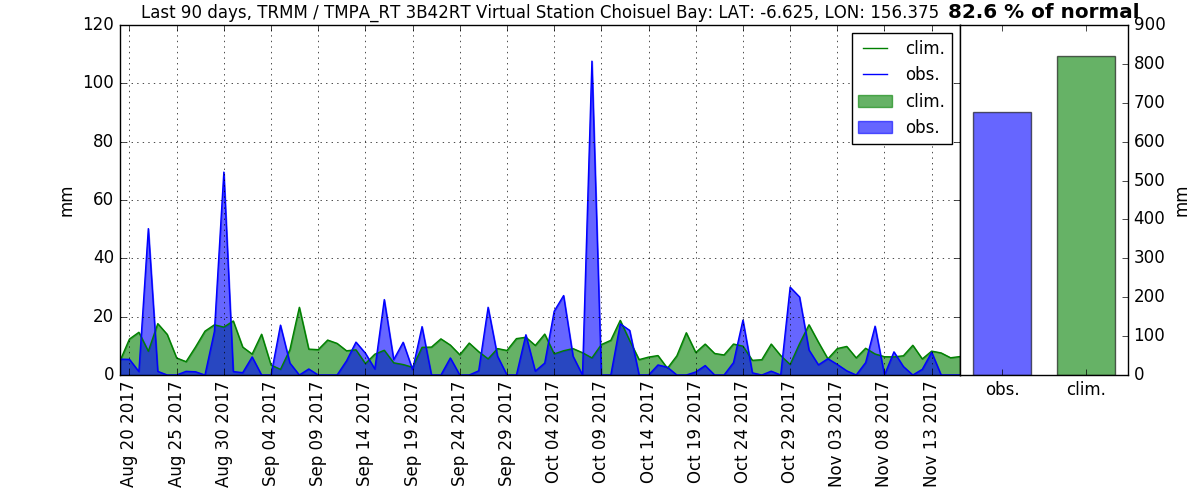 Last 90 days, TRMM / TMPA_RT 3B42RT Virtual Station Choisuel Bay: LAT: -6.625, LON: 156.375 82.6 % of normal
120
100
80
60
40
20
0
mm
clim.
obs.
clim.
obs.
Aug 20 2017
Aug 25 2017
Aug 30 2017
Sep 04 2017
Sep 09 2017
Sep 14 2017
Sep 19 2017
Sep 24 2017
Sep 29 2017
Oct 04 2017
Oct 09 2017
Oct 14 2017
Oct 19 2017
Oct 24 2017
Oct 29 2017
Nov 03 2017
Nov 08 2017
Nov 13 2017
900
800
700
600
500
400
300
200
100
0
mm
obs.
clim.